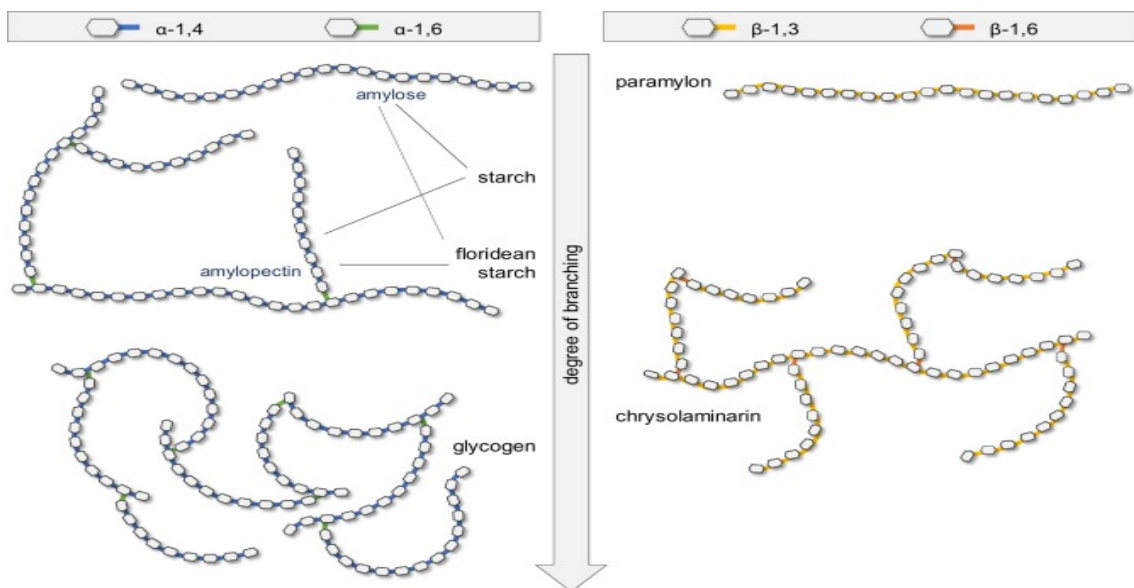 α-1,4
α-1,6
β-1,3
β-1,6
amylose
starch
floridean
starch
amylopectin
glycogen
degree of branching
paramylon
chrysolaminarin